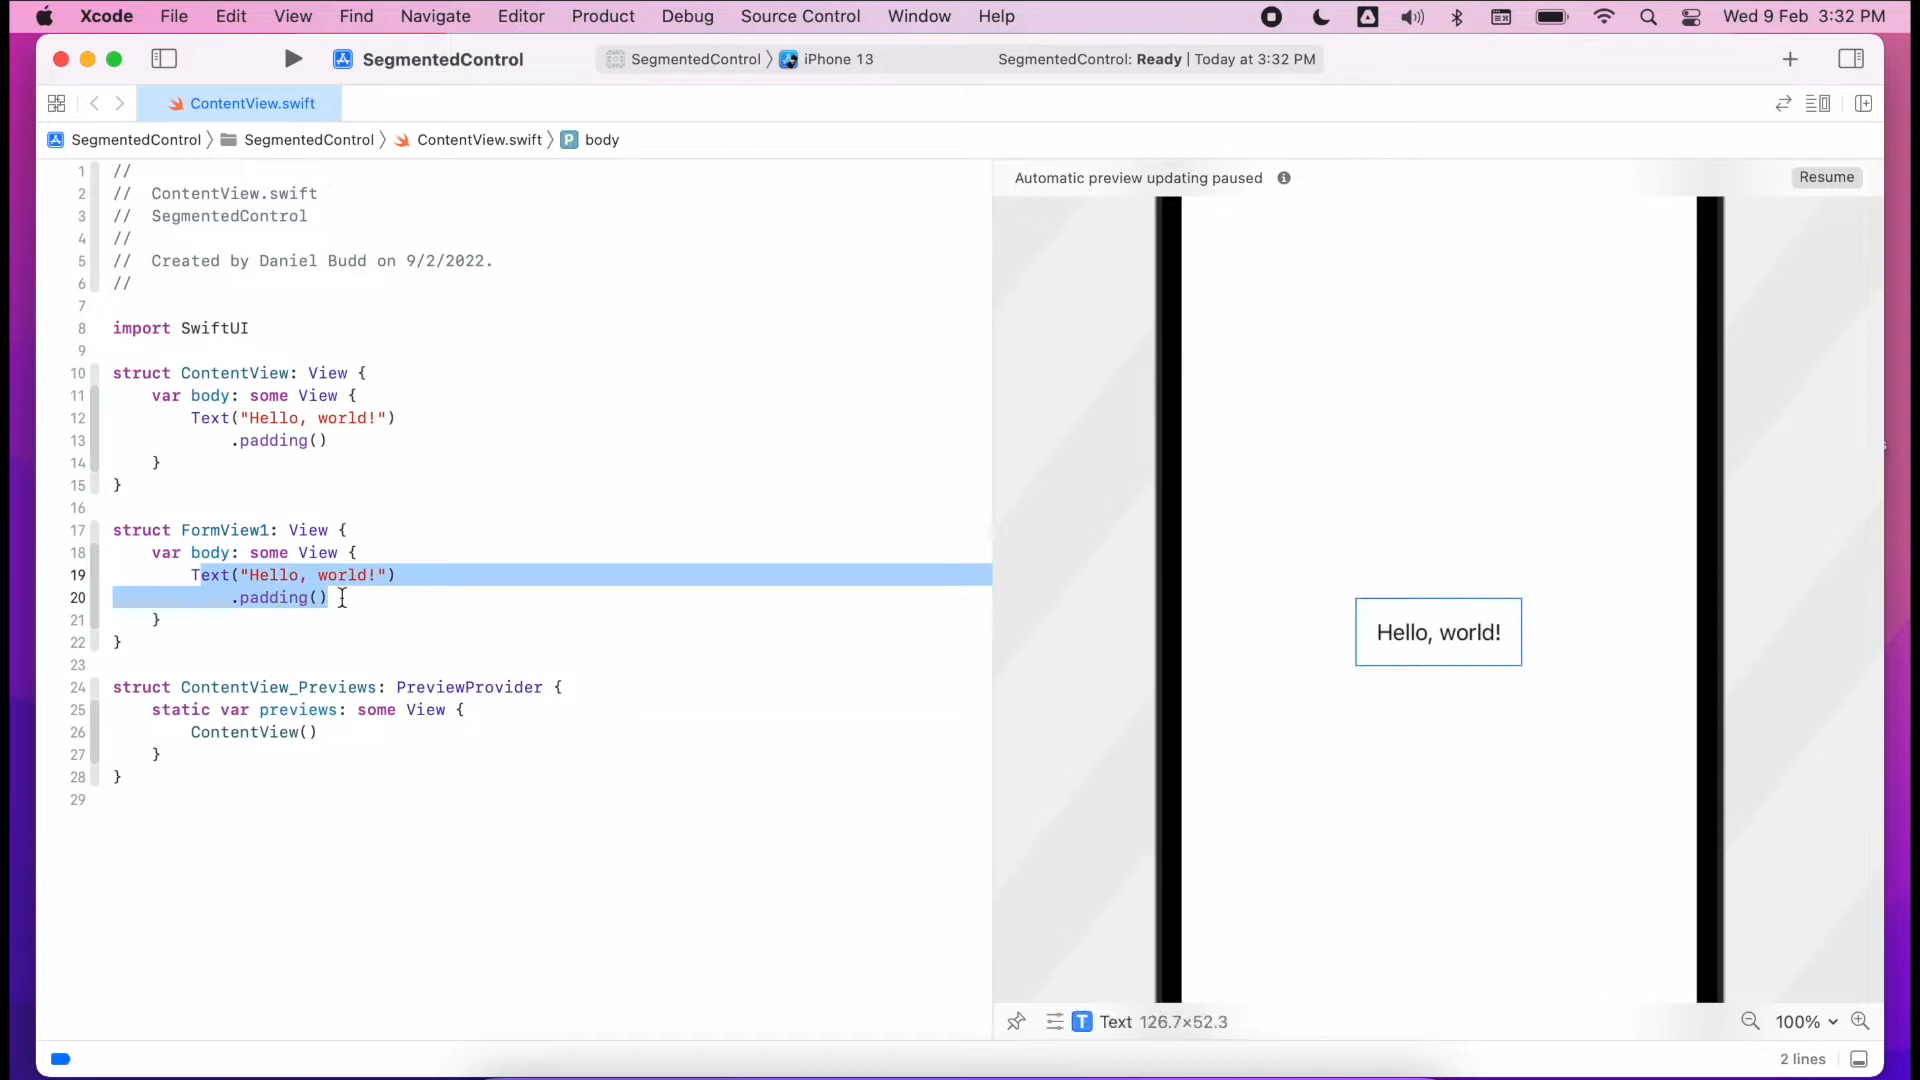 Xcode File Edit View Find Navigate Editor Product Debug Source Control Window Help Wed 9 Feb 3:32 PM
SegmentedControl SegmentedControl iPhone 13 SegmentedControl: Ready | Today at 3:32 PM
ContentView.swift
SegmentedControl SegmentedControl ContentView.swift P body
1 //
2 // ContentView.swift
3 // SegmentedControl
4 //
5 // Created by Daniel Budd on 9/2/2022.
6 //
7
8 import SwiftUI
9
10 struct ContentView: View {
11 var body: some View {
12 Text("Hello, world!")
13 .padding()
14 }
15 }
16
17 struct FormView1: View {
18 var body: some View {
19 Text("Hello, world!")
20 .padding()
21 }
22 }
23
24 struct ContentView_Previews: PreviewProvider {
25 static var previews: some View {
26 ContentView()
27 }
28 }
29
Automatic preview updating paused Resume
Hello, world!
T Text 126.7×52.3 100%
2 lines